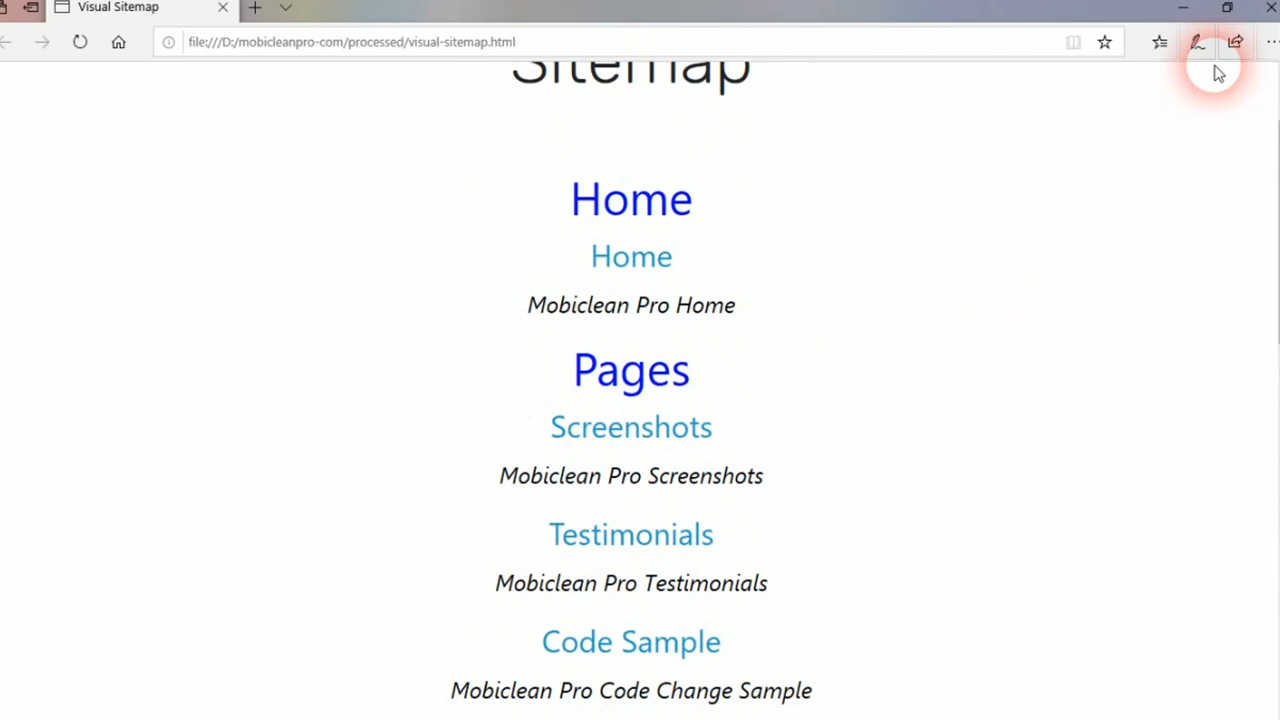 Visual Sitemap
file:///D:/mobicleanpro-com/processed/visual-sitemap.html
Sitemap
Home
Home
Mobiclean Pro Home
Pages
Screenshots
Mobiclean Pro Screenshots
Testimonials
Mobiclean Pro Testimonials
Code Sample
Mobiclean Pro Code Change Sample